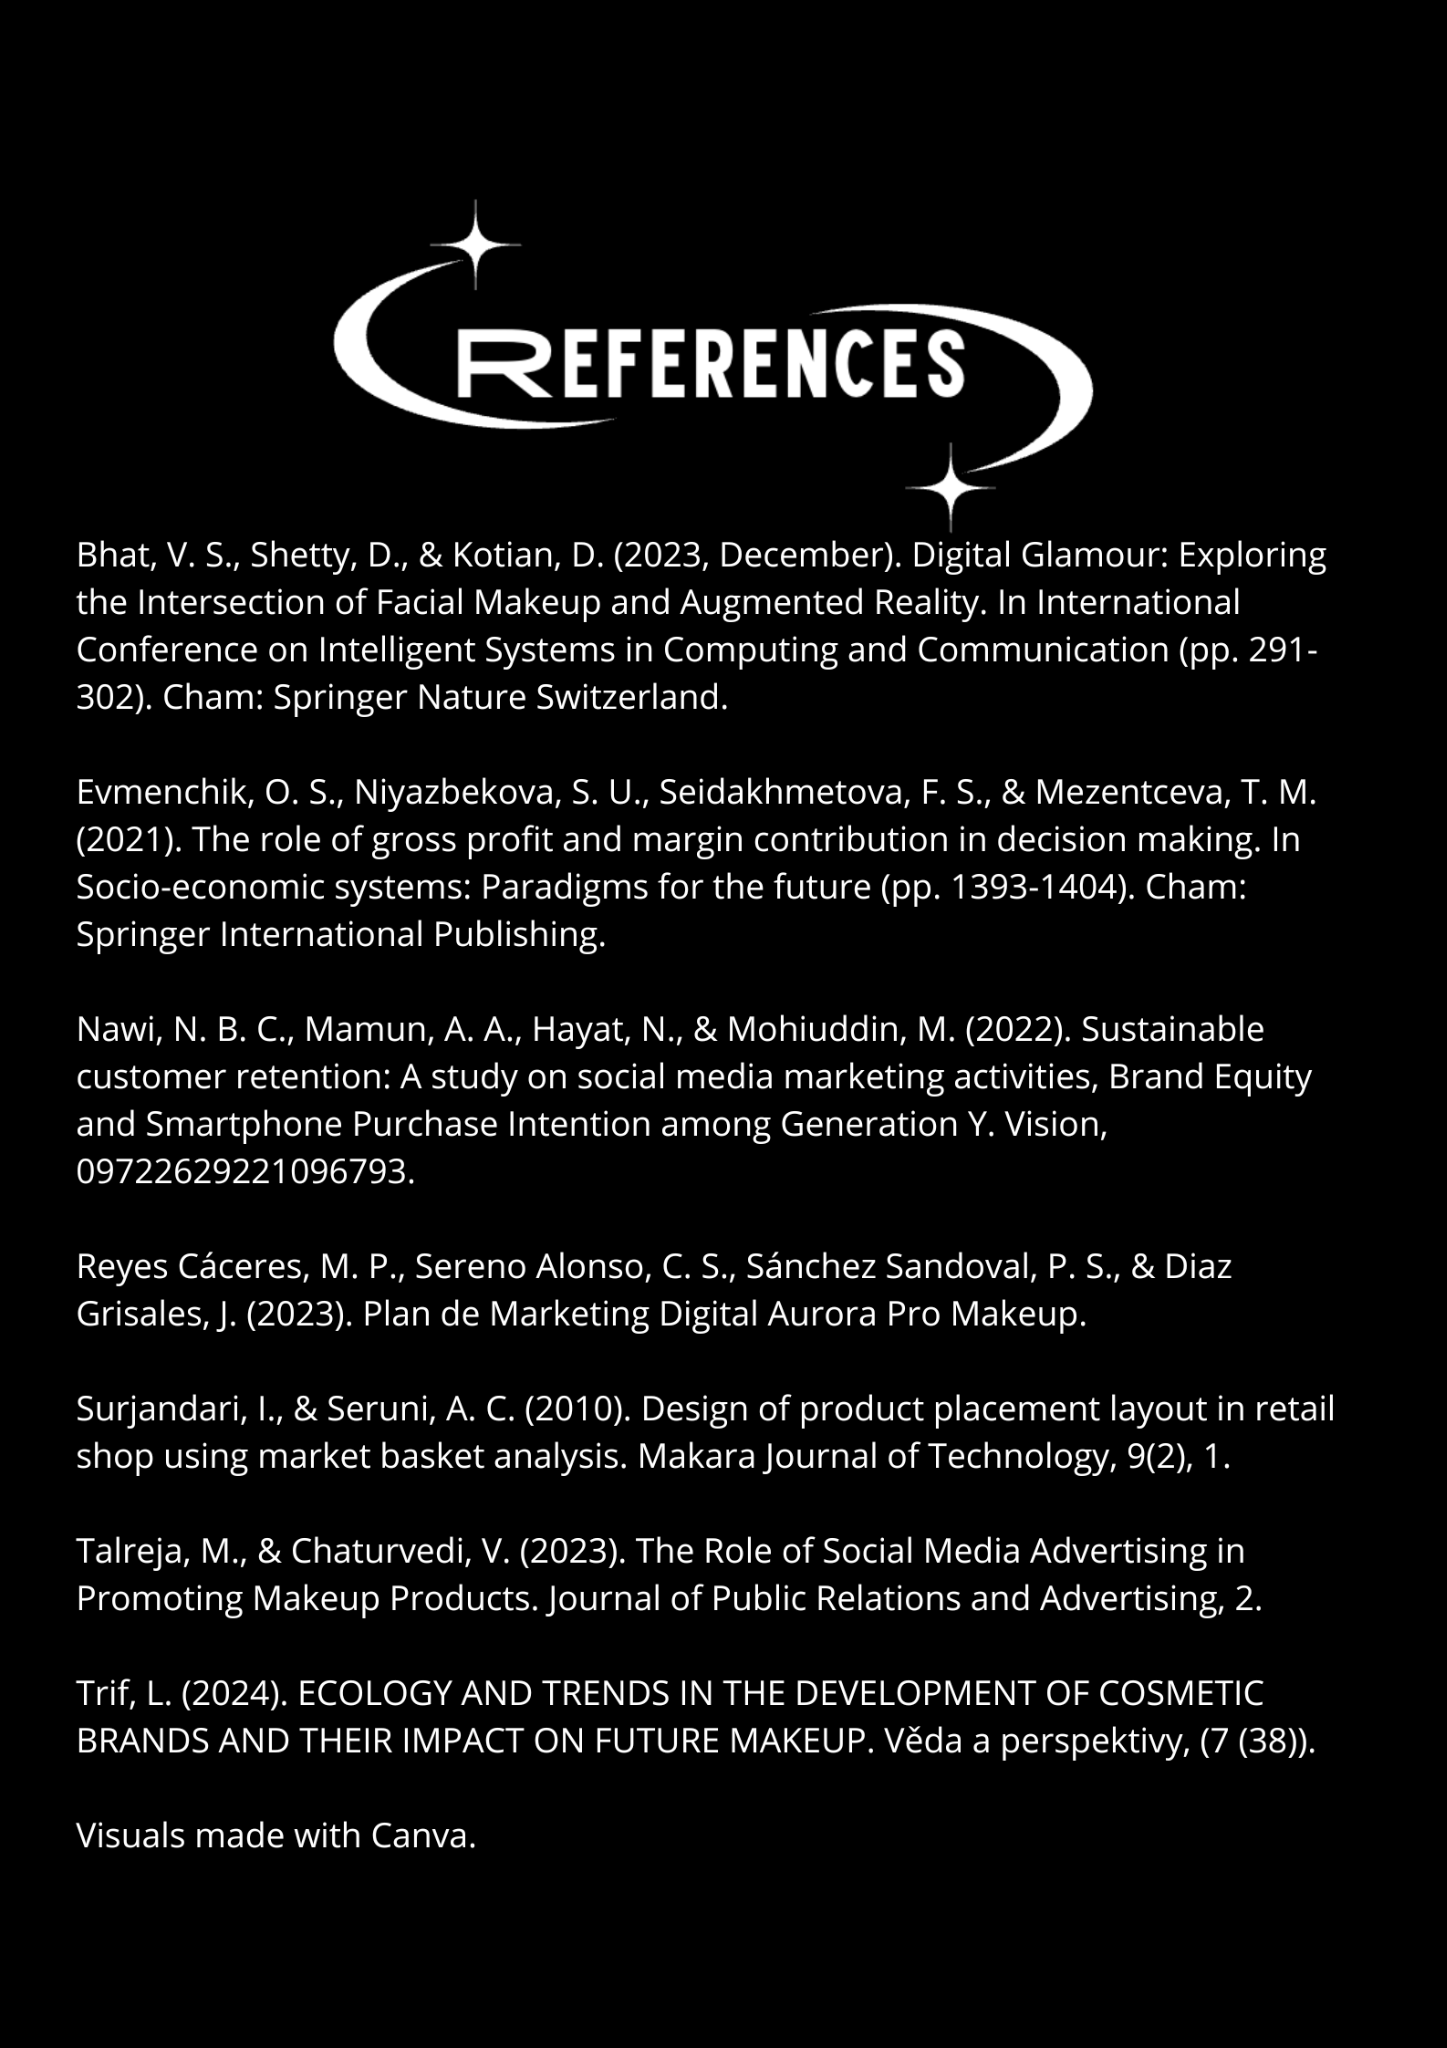 REFERENCES
Bhat, V. S., Shetty, D., & Kotian, D. (2023, December). Digital Glamour: Exploring
the Intersection of Facial Makeup and Augmented Reality. In International
Conference on Intelligent Systems in Computing and Communication (pp. 291-
302). Cham: Springer Nature Switzerland.
Evmenchik, O. S., Niyazbekova, S. U., Seidakhmetova, F. S., & Mezentceva, T. M.
(2021). The role of gross profit and margin contribution in decision making. In
Socio-economic systems: Paradigms for the future (pp. 1393-1404). Cham:
Springer International Publishing.
Nawi, N. B. C., Mamun, A. A., Hayat, N., & Mohiuddin, M. (2022). Sustainable
customer retention: A study on social media marketing activities, Brand Equity
and Smartphone Purchase Intention among Generation Y. Vision,
09722629221096793.
Reyes Cáceres, M. P., Sereno Alonso, C. S., Sánchez Sandoval, P. S., & Diaz
Grisales, J. (2023). Plan de Marketing Digital Aurora Pro Makeup.
Surjandari, I., & Seruni, A. C. (2010). Design of product placement layout in retail
shop using market basket analysis. Makara Journal of Technology, 9(2), 1.
Talreja, M., & Chaturvedi, V. (2023). The Role of Social Media Advertising in
Promoting Makeup Products. Journal of Public Relations and Advertising, 2.
Trif, L. (2024). ECOLOGY AND TRENDS IN THE DEVELOPMENT OF COSMETIC
BRANDS AND THEIR IMPACT ON FUTURE MAKEUP. Věda a perspektivy, (7 (38)).
Visuals made with Canva.